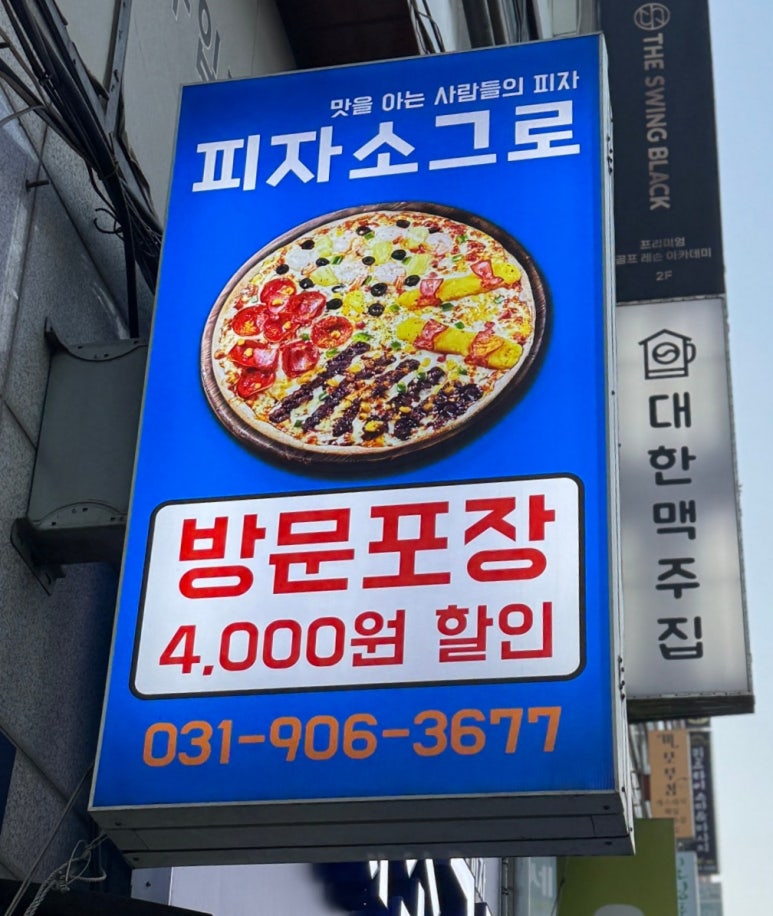 맛을 아는 사람들의 피자
피자소그로
방문포장
4,000원 할인
031-906-3677
THE SWING BLACK
프리미엄
골프 레슨 아카데미
2F
대한맥주집